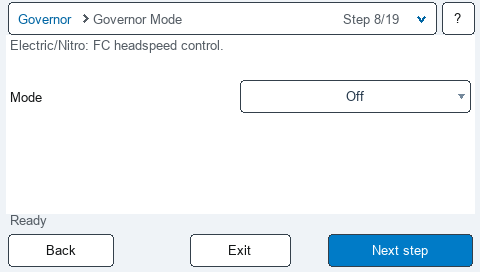 Governor > Governor Mode Step 8/19 ?
Electric/Nitro: FC headspeed control.
Mode Off
Ready
Back Exit Next step